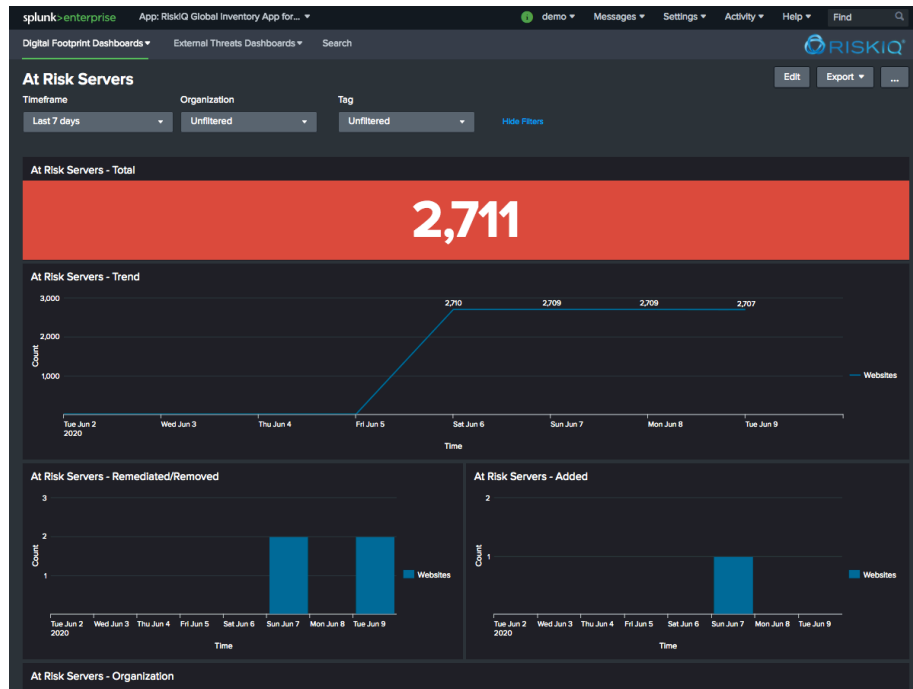 splunk>enterprise App: RiskIQ Global Inventory App for... i demo Messages Settings Activity Help Find
Digital Footprint Dashboards External Threats Dashboards Search RISKIQ
At Risk Servers Edit Export ...
Timeframe Organization Tag
Last 7 days Unfiltered Unfiltered Hide Filters
At Risk Servers - Total
2,711
At Risk Servers - Trend
3,000
2,710 2,709 2,709 2,707
2,000
Count
1,000
Websites
Tue Jun 2 Wed Jun 3 Thu Jun 4 Fri Jun 5 Sat Jun 6 Sun Jun 7 Mon Jun 8 Tue Jun 9
2020
Time
At Risk Servers - Remediated/Removed
3
2
Count
1
Websites
Tue Jun 2 Wed Jun 3 Thu Jun 4 Fri Jun 5 Sat Jun 6 Sun Jun 7 Mon Jun 8 Tue Jun 9
2020
Time
At Risk Servers - Added
2
Count
1
Websites
Tue Jun 2 Wed Jun 3 Thu Jun 4 Fri Jun 5 Sat Jun 6 Sun Jun 7 Mon Jun 8 Tue Jun 9
2020
Time
At Risk Servers - Organization